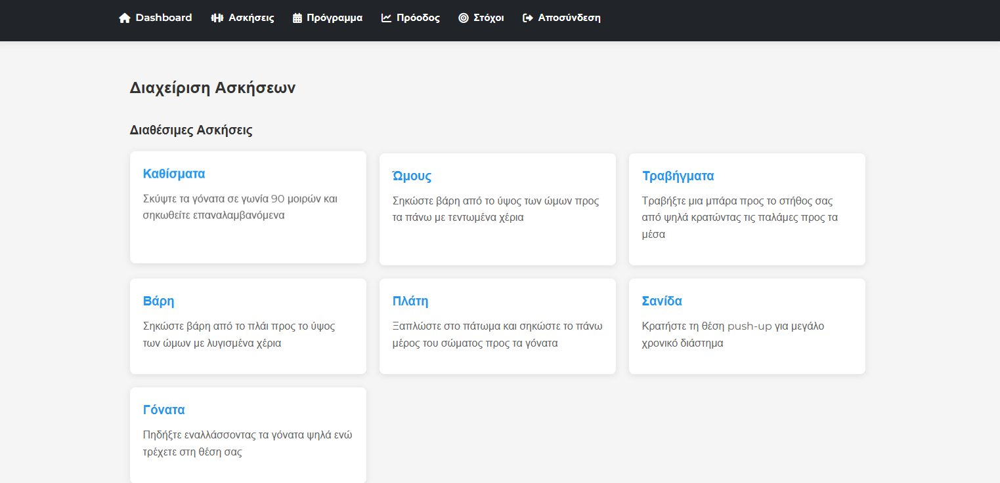 Dashboard Ασκήσεις Πρόγραμμα Πρόοδος Στόχοι Αποσύνδεση
Διαχείριση Ασκήσεων
Διαθέσιμες Ασκήσεις
Καθίσματα
Σκύψτε τα γόνατα σε γωνία 90 μοιρών και
σηκωθείτε επαναλαμβανόμενα
Ώμους
Σηκώστε βάρη από το ύψος των ώμων προς
τα πάνω με τεντωμένα χέρια
Τραβήγματα
Τραβήξτε μια μπάρα προς το στήθος σας
από ψηλά κρατώντας τις παλάμες προς τα
μέσα
Βάρη
Σηκώστε βάρη από το πλάι προς το ύψος
των ώμων με λυγισμένα χέρια
Πλάτη
Ξαπλώστε στο πάτωμα και σηκώστε το πάνω
μέρος του σώματος προς τα γόνατα
Σανίδα
Κρατήστε τη θέση push-up για μεγάλο
χρονικό διάστημα
Γόνατα
Πηδήξτε εναλλάσσοντας τα γόνατα ψηλά ενώ
τρέχετε στη θέση σας